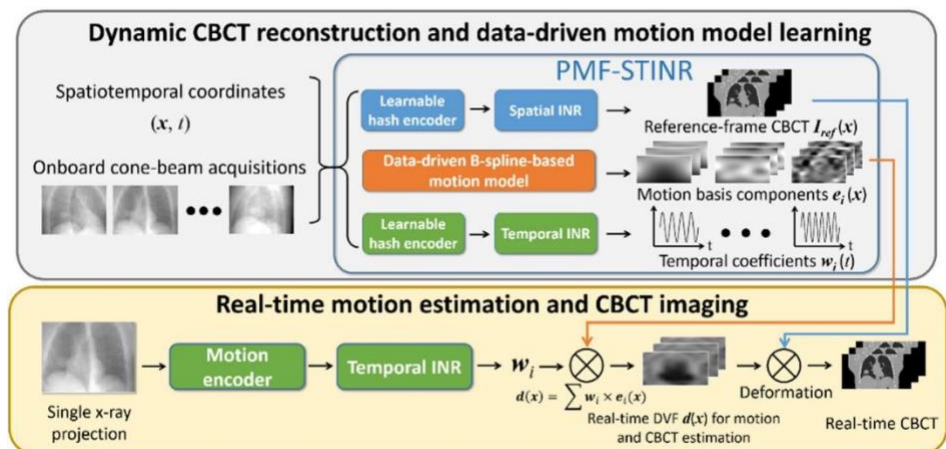 Dynamic CBCT reconstruction and data-driven motion model learning
PMF-STINR
Spatiotemporal coordinates
(x, t)
Onboard cone-beam acquisitions
Learnable
hash encoder
Spatial INR
Reference-frame CBCT I_ref(x)
Data-driven B-spline-based
motion model
Motion basis components e_i(x)
Learnable
hash encoder
Temporal INR
t
t
Temporal coefficients w_i(t)
Real-time motion estimation and CBCT imaging
Single x-ray
projection
Motion
encoder
Temporal INR
w_i
d(x) = ∑ w_i × e_i(x)
Real-time DVF d(x) for motion
and CBCT estimation
Deformation
Real-time CBCT